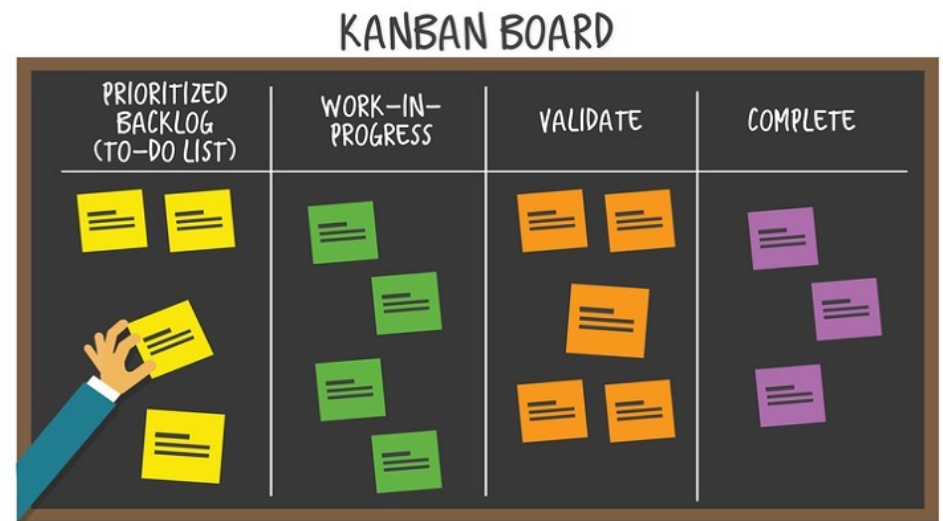 KANBAN BOARD
PRIORITIZED
BACKLOG
(TO-DO LIST)
WORK-IN-
PROGRESS
VALIDATE
COMPLETE